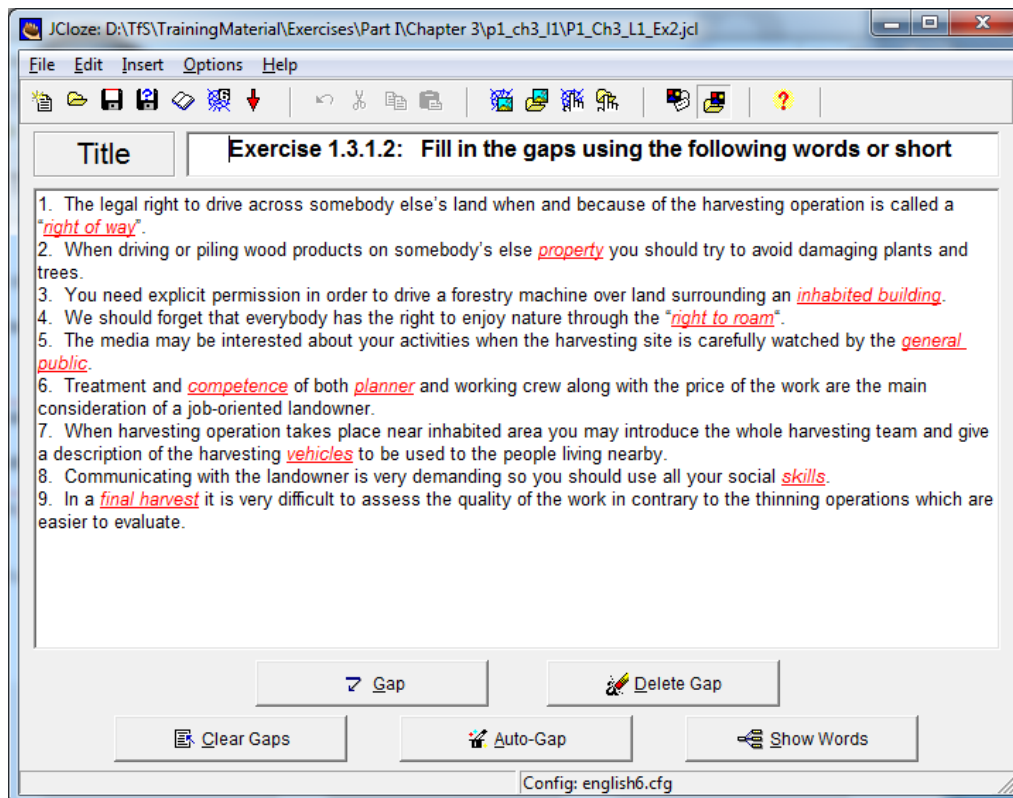 JCloze: D:\TfS\TrainingMaterial\Exercises\Part I\Chapter 3\p1_ch3_l1\P1_Ch3_L1_Ex2.jcl
File Edit Insert Options Help
Title
Exercise 1.3.1.2: Fill in the gaps using the following words or short
1. The legal right to drive across somebody else’s land when and because of the harvesting operation is called a
“right of way”.
2. When driving or piling wood products on somebody’s else property you should try to avoid damaging plants and
trees.
3. You need explicit permission in order to drive a forestry machine over land surrounding an inhabited building.
4. We should forget that everybody has the right to enjoy nature through the “right to roam“.
5. The media may be interested about your activities when the harvesting site is carefully watched by the general
public.
6. Treatment and competence of both planner and working crew along with the price of the work are the main
consideration of a job-oriented landowner.
7. When harvesting operation takes place near inhabited area you may introduce the whole harvesting team and give
a description of the harvesting vehicles to be used to the people living nearby.
8. Communicating with the landowner is very demanding so you should use all your social skills.
9. In a final harvest it is very difficult to assess the quality of the work in contrary to the thinning operations which are
easier to evaluate.
Gap
Delete Gap
Clear Gaps
Auto-Gap
Show Words
Config: english6.cfg